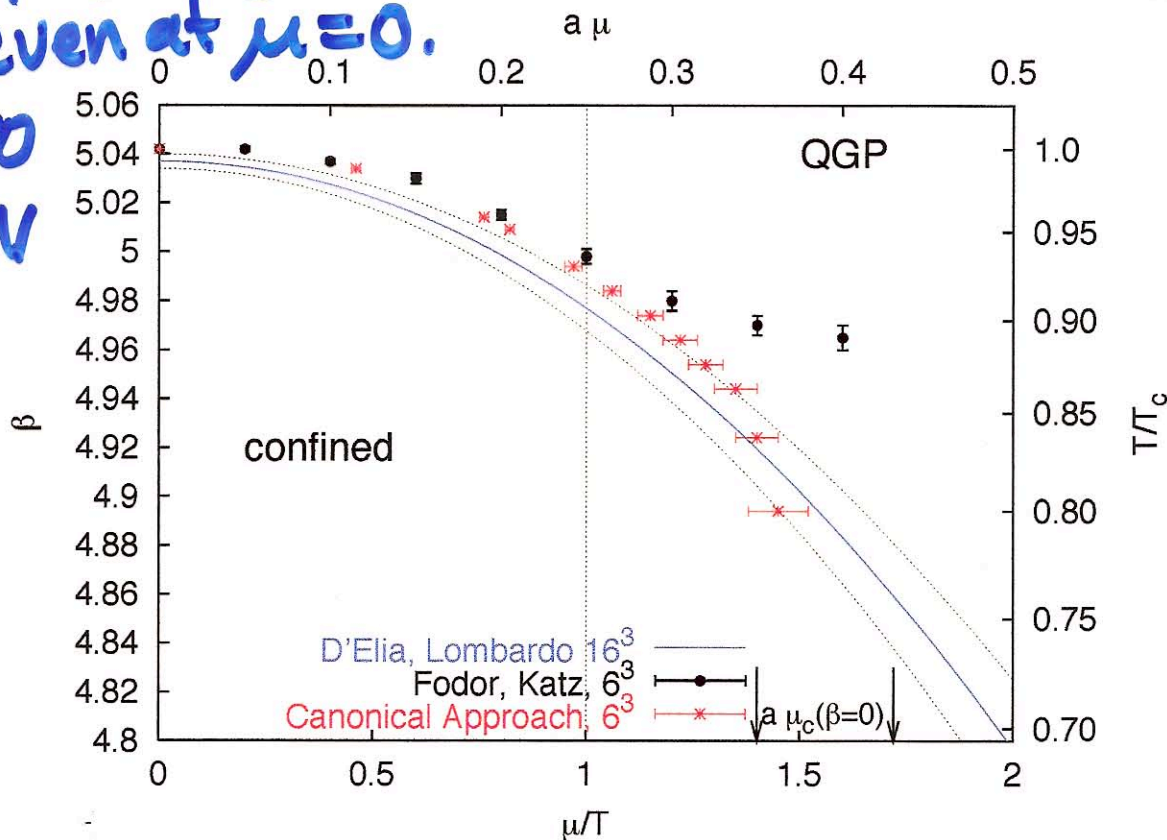 even at μ=0.
a μ
0 0.1 0.2 0.3 0.4 0.5
5.06
5.04
5.02
5
4.98
4.96
4.94
4.92
4.9
4.88
4.86
4.84
4.82
4.8
β
QGP
confined
1.0
0.95
0.90
0.85
0.80
0.75
0.70
T/Tc
D'Elia, Lombardo 16³
Fodor, Katz, 6³
Canonical Approach, 6³
a μc(β=0)
0 0.5 1 1.5 2
μ/T